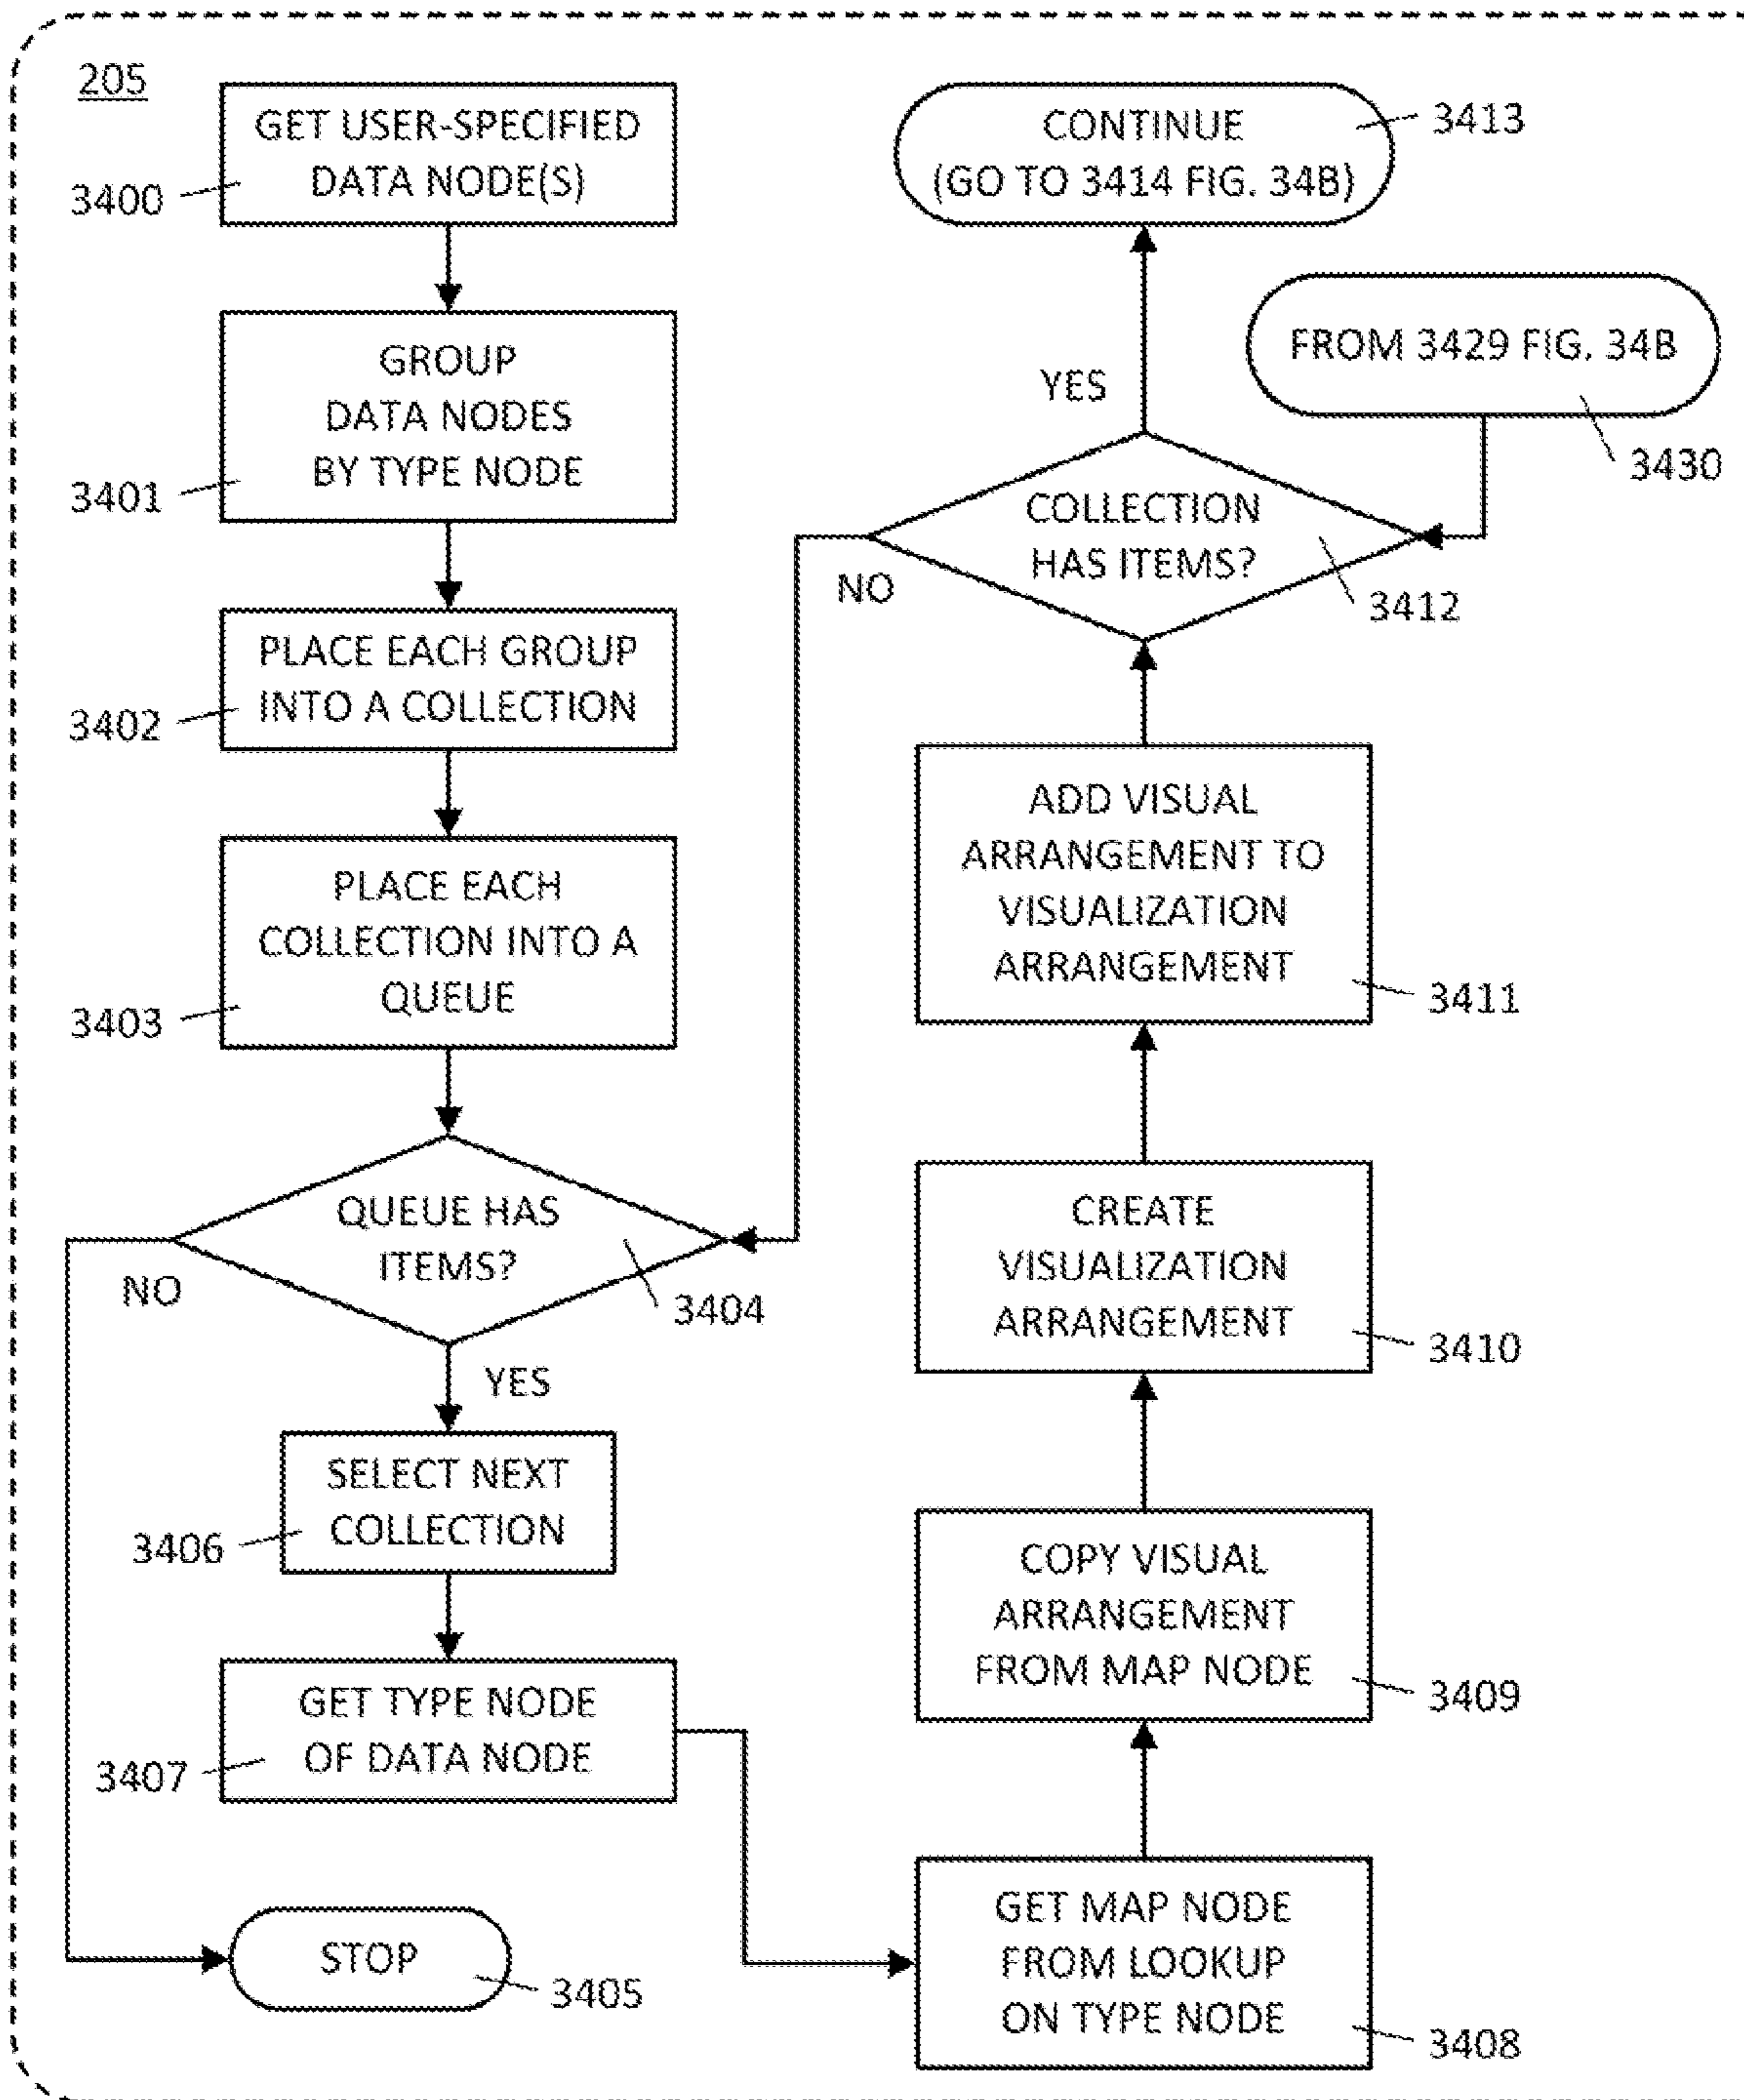 205
GET USER-SPECIFIED
DATA NODE(S)
3400
GROUP
DATA NODES
BY TYPE NODE
3401
PLACE EACH GROUP
INTO A COLLECTION
3402
PLACE EACH
COLLECTION INTO A
QUEUE
3403
QUEUE HAS
ITEMS?
3404
NO
YES
SELECT NEXT
COLLECTION
3406
GET TYPE NODE
OF DATA NODE
3407
STOP
3405
CONTINUE
(GO TO 3414 FIG. 34B)
3413
FROM 3429 FIG. 34B
3430
YES
COLLECTION
HAS ITEMS?
3412
NO
ADD VISUAL
ARRANGEMENT TO
VISUALIZATION
ARRANGEMENT
3411
CREATE
VISUALIZATION
ARRANGEMENT
3410
COPY VISUAL
ARRANGEMENT
FROM MAP NODE
3409
GET MAP NODE
FROM LOOKUP
ON TYPE NODE
3408